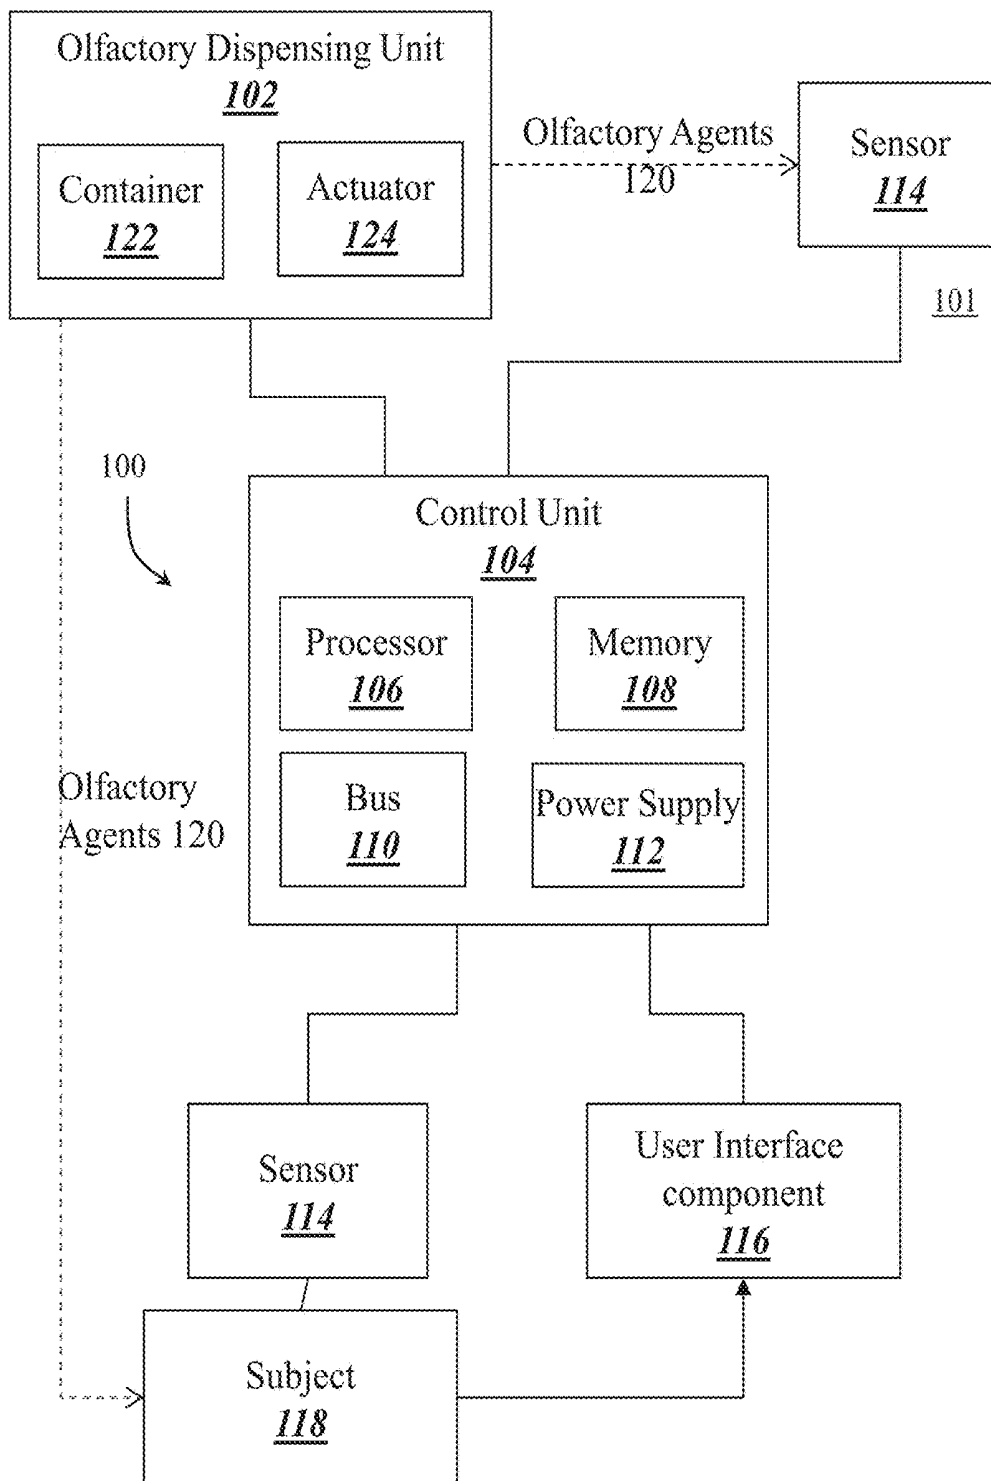 Olfactory Dispensing Unit
102
Container
122
Actuator
124
Olfactory Agents
120
Sensor
114
101
100
Control Unit
104
Processor
106
Memory
108
Bus
110
Power Supply
112
Olfactory
Agents 120
Sensor
114
User Interface
component
116
Subject
118